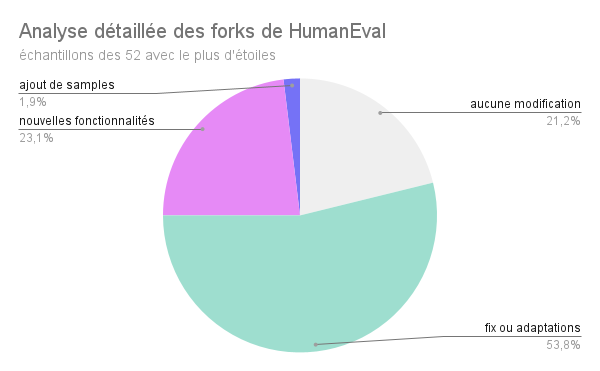 Analyse détaillée des forks de HumanEval
échantillons des 52 avec le plus d'étoiles
ajout de samples
1,9%
nouvelles fonctionnalités
23,1%
aucune modification
21,2%
fix ou adaptations
53,8%